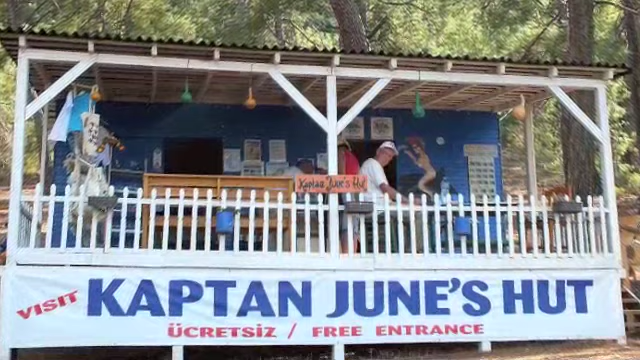 Kaptan June's Hut
VISIT KAPTAN JUNE'S HUT
ÜCRETSİZ / FREE ENTRANCE